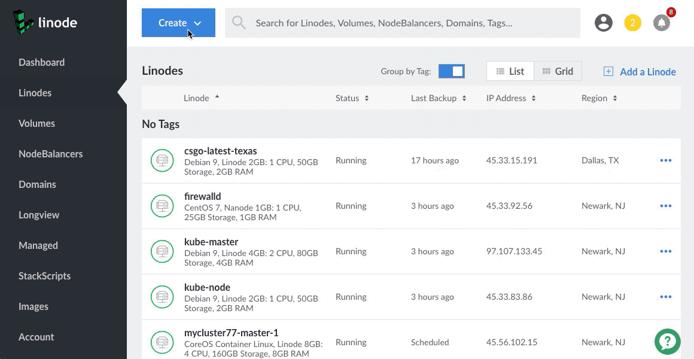 linode
Create
Search for Linodes, Volumes, NodeBalancers, Domains, Tags...
2
8
Dashboard
Linodes
Volumes
NodeBalancers
Domains
Longview
Managed
StackScripts
Images
Account
Linodes
Group by Tag:
List
Grid
Add a Linode
Linode Status Last Backup IP Address Region
No Tags
csgo-latest-texas
Debian 9, Linode 2GB: 1 CPU, 50GB
Storage, 2GB RAM
Running 17 hours ago 45.33.15.191 Dallas, TX
firewalld
CentOS 7, Nanode 1GB: 1 CPU,
25GB Storage, 1GB RAM
Running 3 hours ago 45.33.92.56 Newark, NJ
kube-master
Debian 9, Linode 4GB: 2 CPU, 80GB
Storage, 4GB RAM
Running 3 hours ago 97.107.133.45 Newark, NJ
kube-node
Debian 9, Linode 2GB: 1 CPU, 50GB
Storage, 2GB RAM
Running 3 hours ago 45.33.83.86 Newark, NJ
mycluster77-master-1
CoreOS Container Linux, Linode 8GB:
4 CPU, 160GB Storage, 8GB RAM
Running Scheduled 45.56.102.15 Newark, NJ